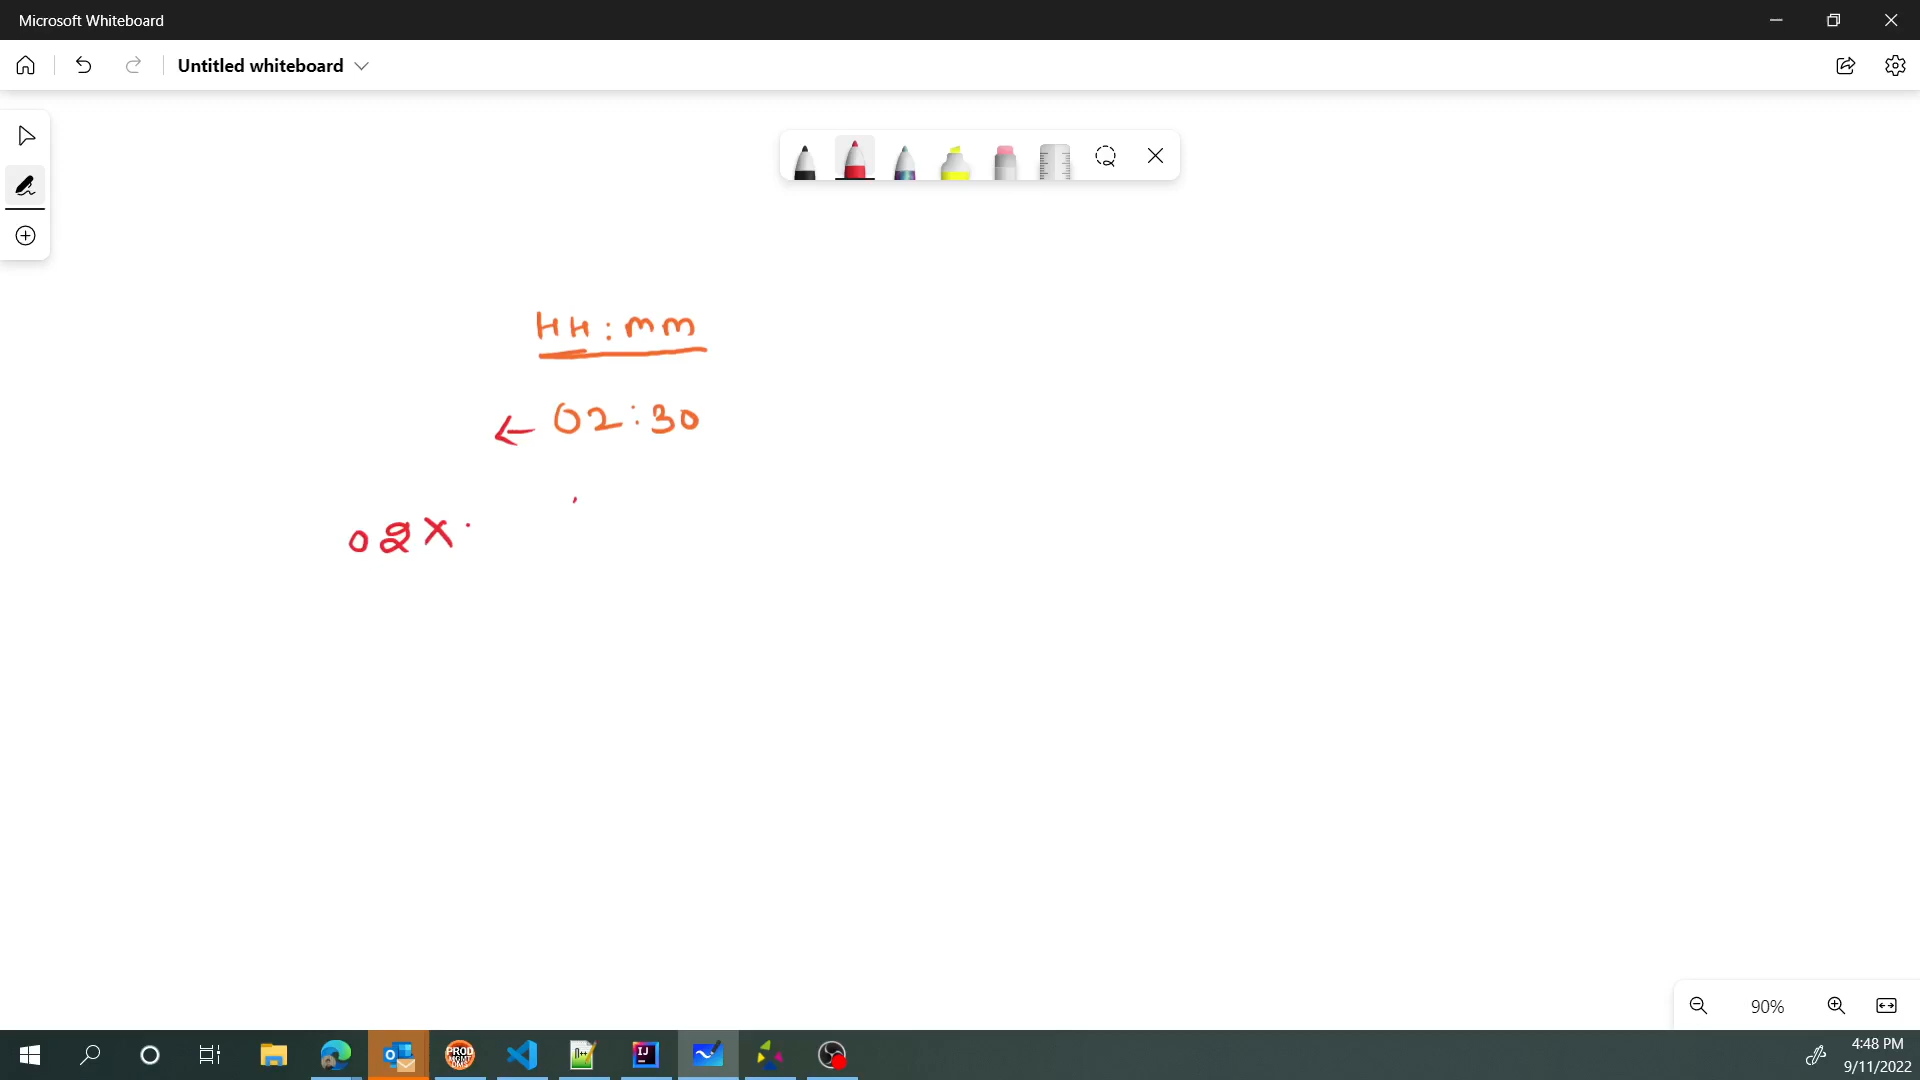 Microsoft Whiteboard
Untitled whiteboard
HH:mm
← 02:30
02X
90%
4:48 PM
9/11/2022